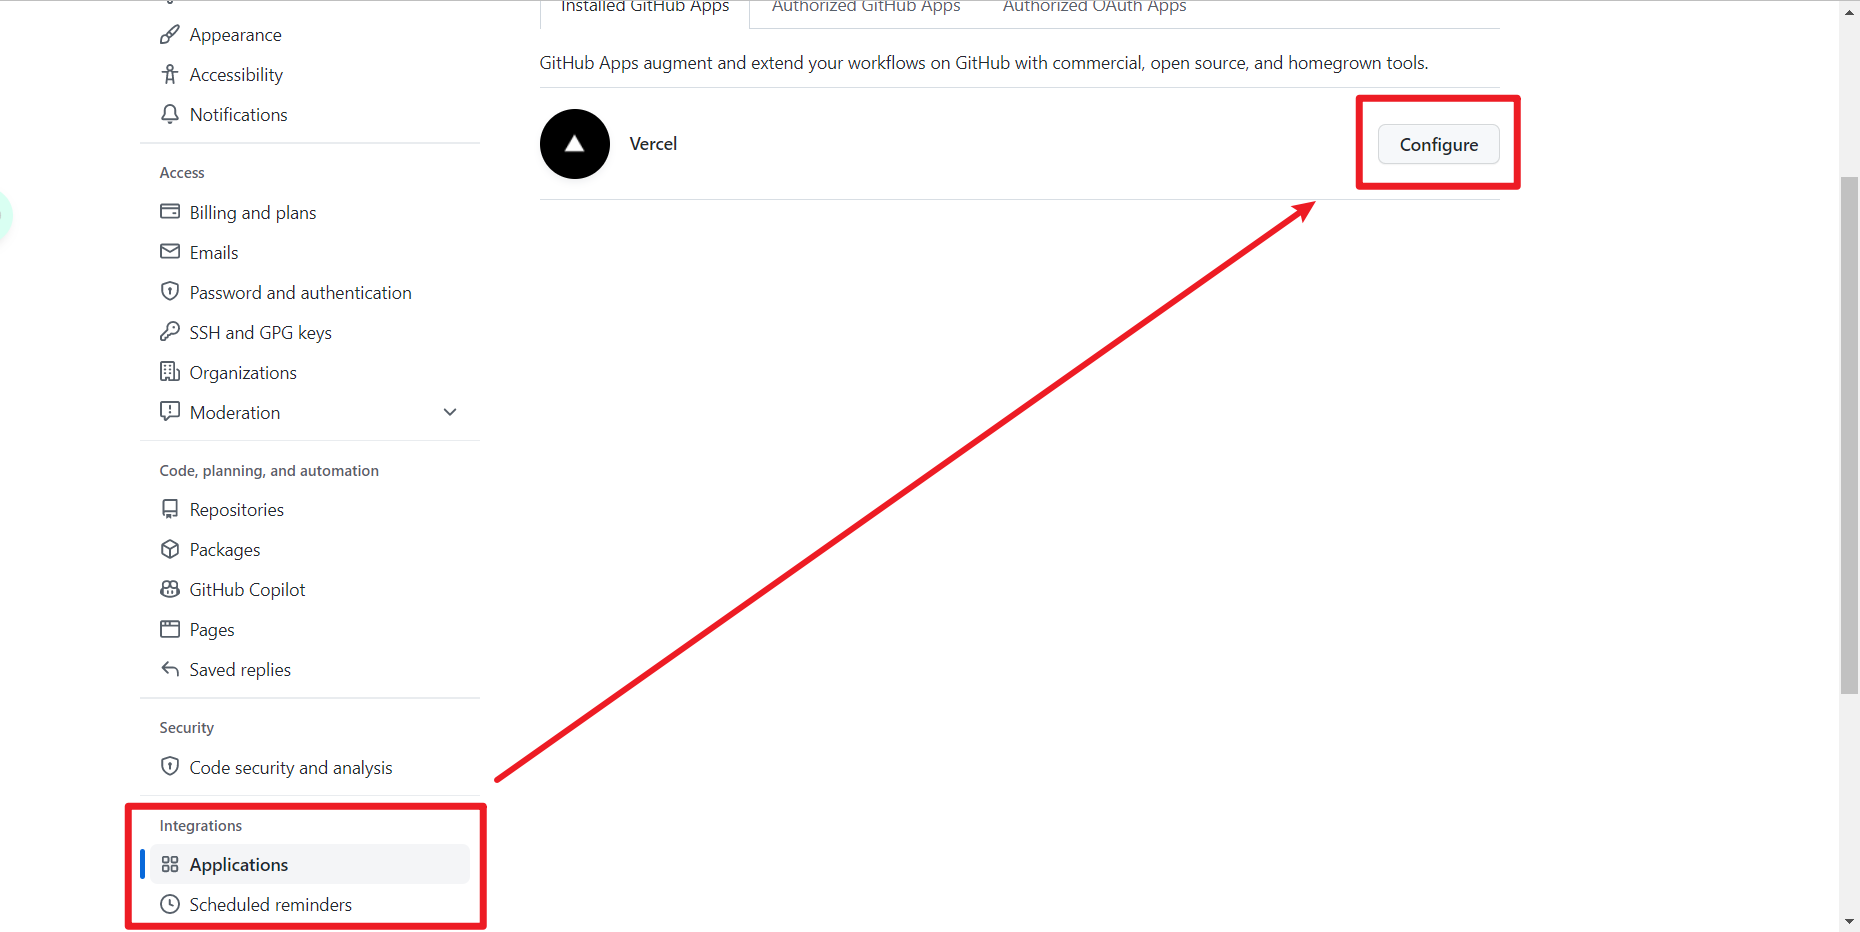 Installed GitHub Apps
Authorized GitHub Apps
Authorized OAuth Apps
Appearance
Accessibility
Notifications
Access
Billing and plans
Emails
Password and authentication
SSH and GPG keys
Organizations
Moderation
Code, planning, and automation
Repositories
Packages
GitHub Copilot
Pages
Saved replies
Security
Code security and analysis
Integrations
Applications
Scheduled reminders
GitHub Apps augment and extend your workflows on GitHub with commercial, open source, and homegrown tools.
Vercel
Configure